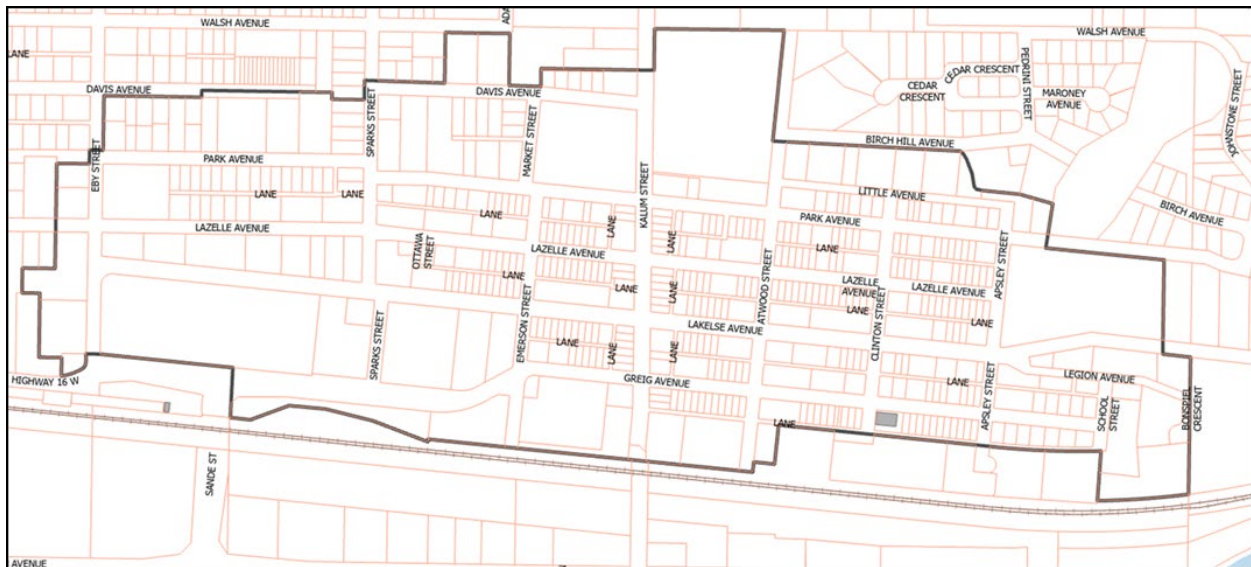 ADA
WALSH AVENUE
WALSH AVENUE
LANE
PEDRINI STREET
CEDAR CRESCENT
CEDAR
CRESCENT
MARONEY
AVENUE
JOHNSTONE STREET
DAVIS AVENUE
DAVIS AVENUE
SPARKS STREET
MARKET STREET
BIRCH HILL AVENUE
EBY STREET
PARK AVENUE
KALUM STREET
LITTLE AVENUE
LANE
LANE
LANE
LANE
PARK AVENUE
BIRCH AVENUE
LAZELLE AVENUE
OTTAWA
STREET
LAZELLE AVENUE
LANE
LANE
ATWOOD STREET
APSLEY STREET
LANE
LANE
LANE
LAZELLE
AVENUE
LAZELLE AVENUE
LANE
CLINTON STREET
LANE
EMERSON STREET
LAKELSE AVENUE
SPARKS STREET
LANE
LANE
LANE
HIGHWAY 16 W
GREIG AVENUE
LANE
APSLEY STREET
LEGION AVENUE
SCHOOL
STREET
BONSPIEL
CRESCENT
LANE
SANDE ST
AVENUE